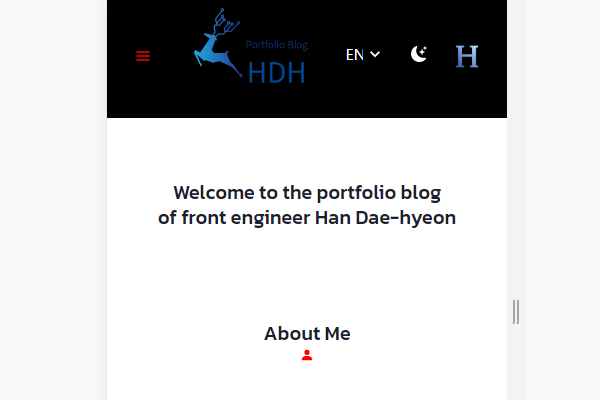 Portfolio Blog
HDH
EN
H
Welcome to the portfolio blog
of front engineer Han Dae-hyeon
About Me